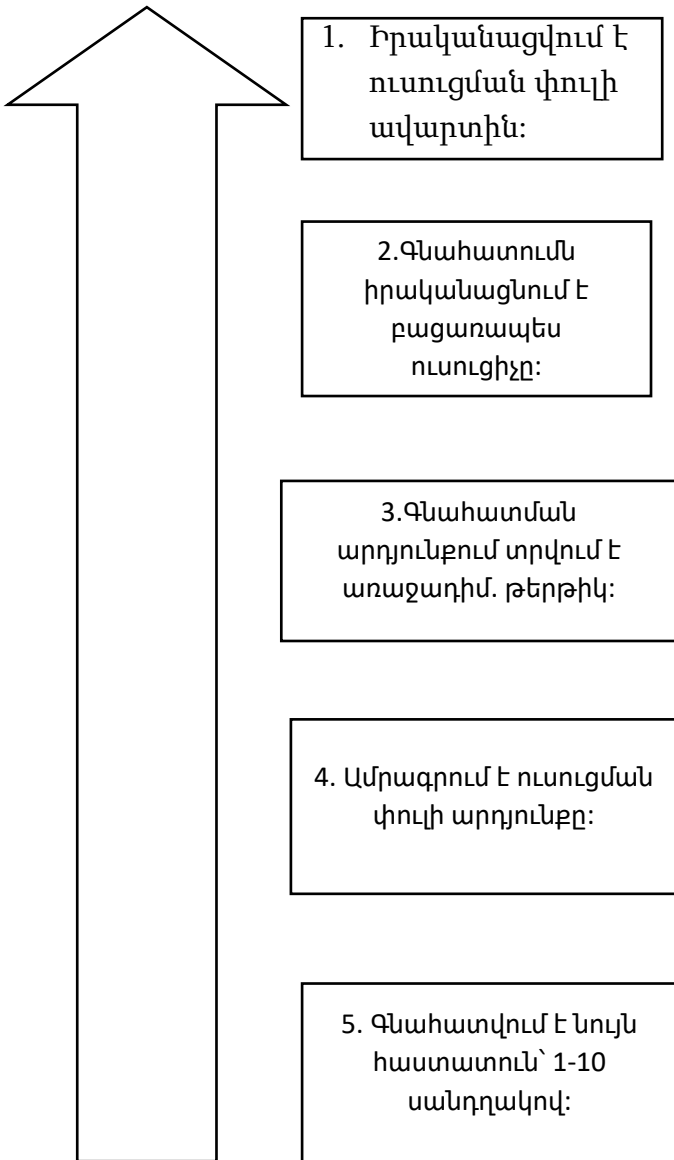 1. Իրականացվում է
ուսուցման փուլի
ավարտին:
2.Գնահատումն
իրականացնում է
բացառապես
ուսուցիչը:
3.Գնահատման
արդյունքում տրվում է
առաջադիմ. թերթիկ:
4. Ամրագրում է ուսուցման
փուլի արդյունքը:
5. Գնահատվում է նույն
հաստատուն՝ 1-10
սանդղակով: